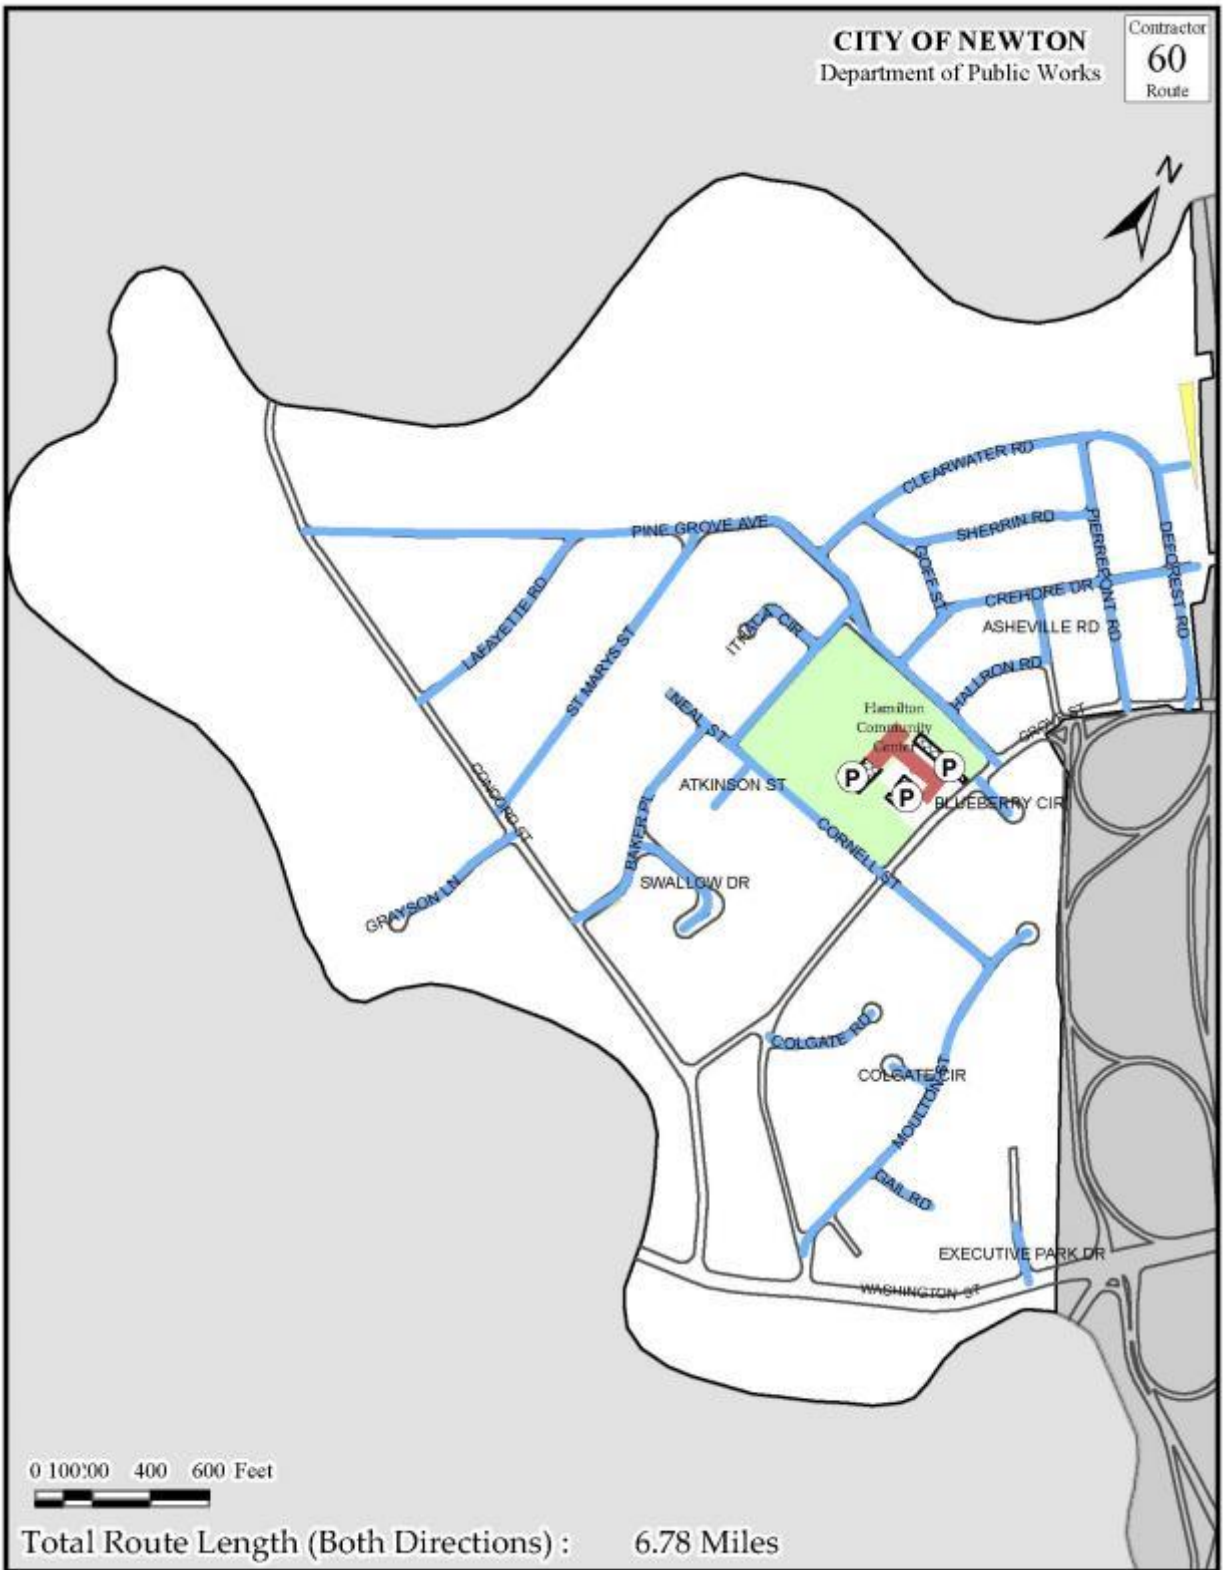 CITY OF NEWTON
Department of Public Works
Contractor
60
Route
N
CLEARWATER RD
PINE GROVE AVE
SHERRIN RD
PIERREPONT RD
DEFOREST RD
GOFF ST
CREHORE DR
LAFAYETTE RD
ITHACA CIR
ASHEVILLE RD
ST MARYS ST
HALLRON RD
NEAL ST
Hamilton
Community
Center
GROVE ST
P
P
P
ATKINSON ST
CONCORD ST
BLUEBERRY CIR
BAKER PL
CORNELL ST
SWALLOW DR
GRAYSON LN
COLGATE RD
COLGATE CIR
MOULTON ST
GAIL RD
EXECUTIVE PARK DR
WASHINGTON ST
0 100 400 600 Feet
Total Route Length (Both Directions) : 6.78 Miles